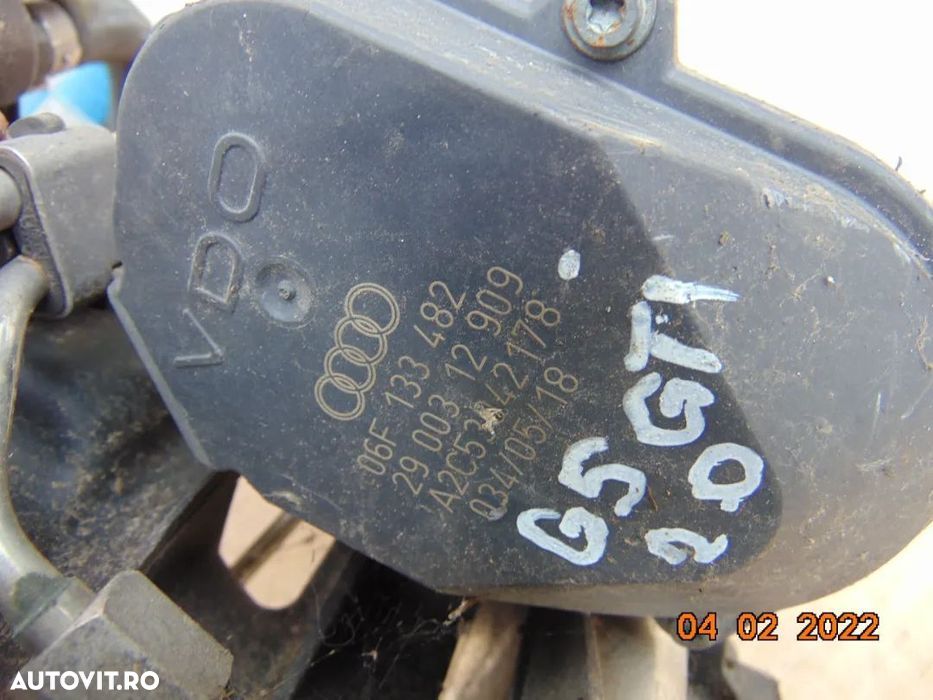 VDO
06F 133 482
29 003 12 909
034/05/18
G5 GTI
2.0
04 02 2022
AUTOVIT.RO